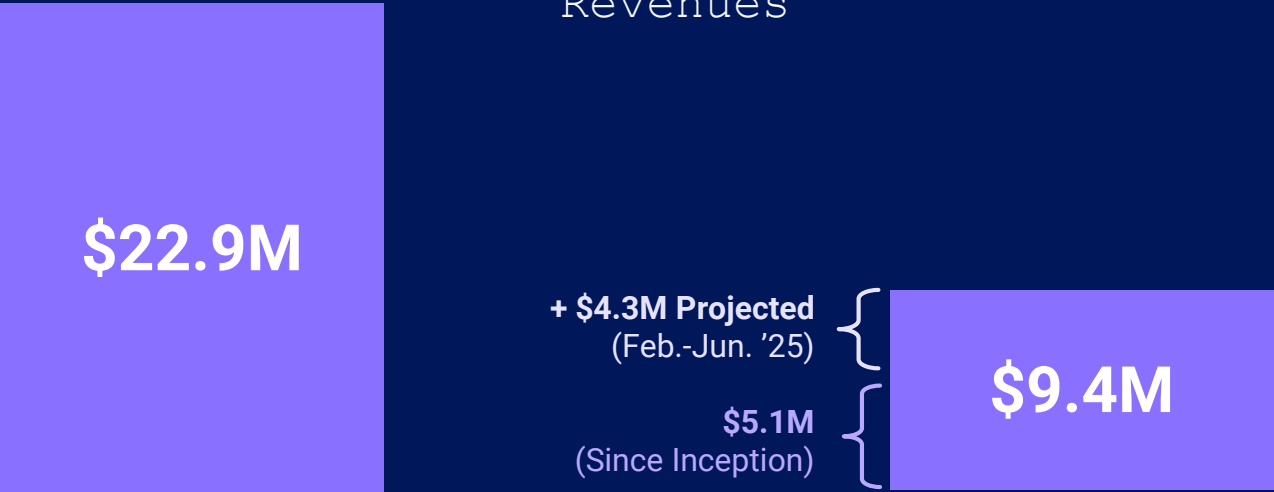 Revenues
$22.9M
+ $4.3M Projected
(Feb.-Jun. ’25)
$9.4M
$5.1M
(Since Inception)